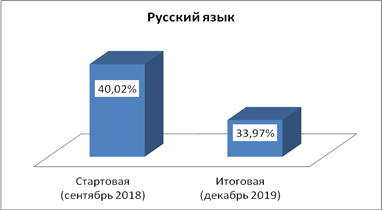 Русский язык
40,02%
33,97%
Стартовая
(сентябрь 2018)
Итоговая
(декабрь 2019)